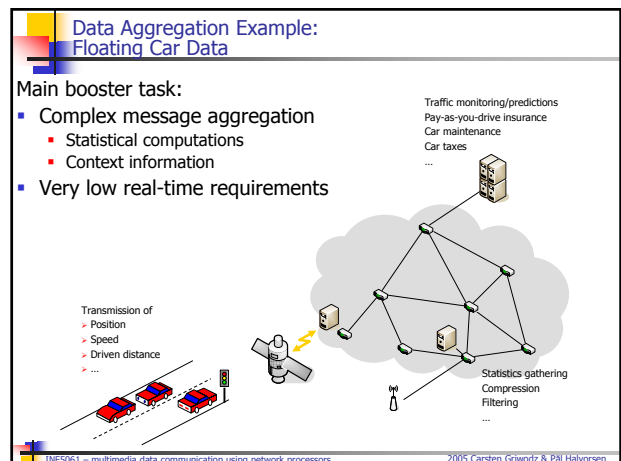 Data Aggregation Example:
Floating Car Data
Main booster task:
Complex message aggregation
Statistical computations
Context information
Very low real-time requirements
Traffic monitoring/predictions
Pay-as-you-drive insurance
Car maintenance
Car taxes
...
Transmission of
Position
Speed
Driven distance
...
Statistics gathering
Compression
Filtering
...
INF5061 – multimedia data communication using network processors
2005 Carsten Griwodz & Pål Halvorsen